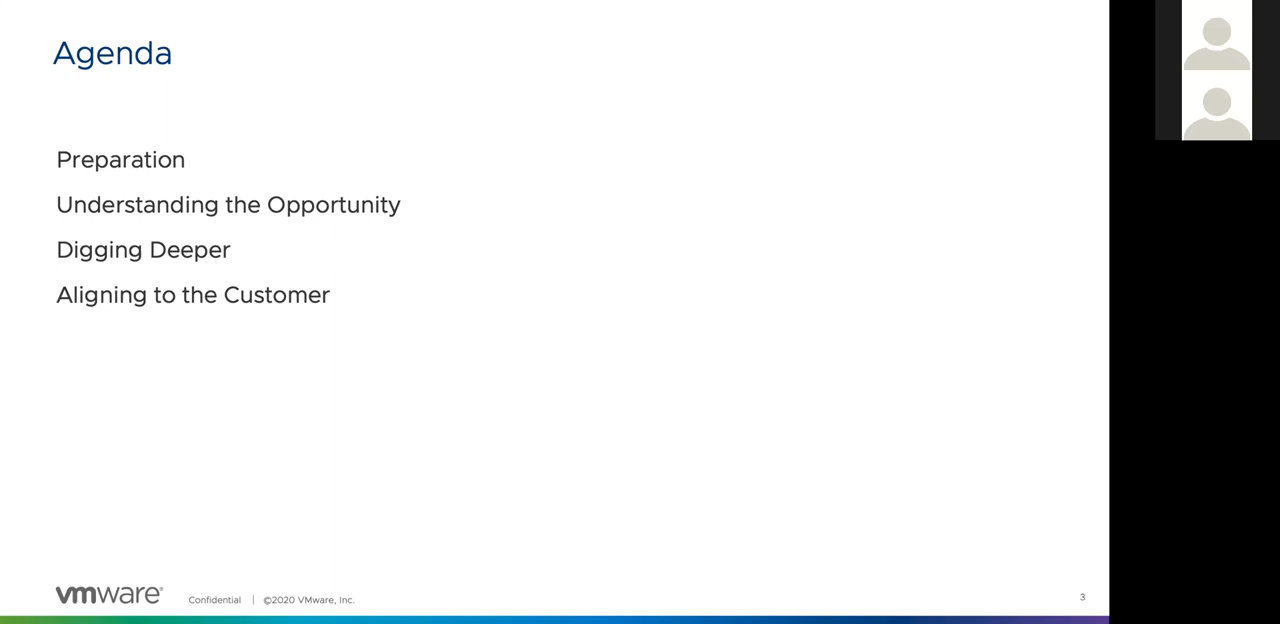 Agenda
Preparation
Understanding the Opportunity
Digging Deeper
Aligning to the Customer
vmware® Confidential | ©2020 VMware, Inc. 3